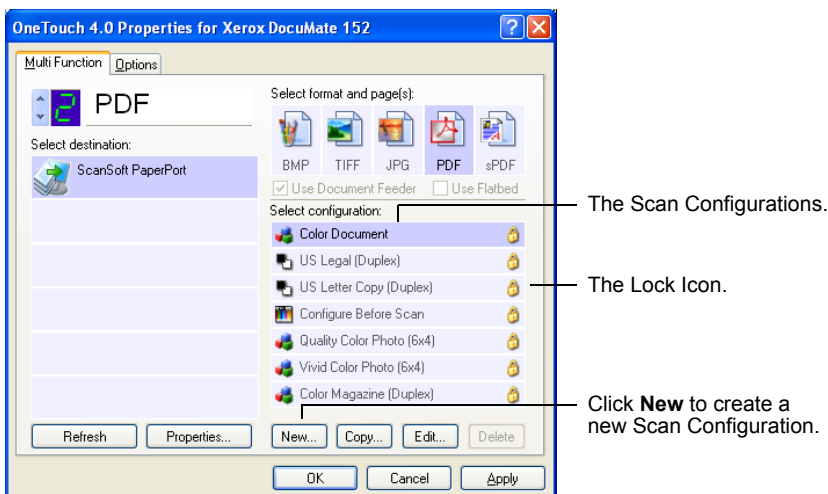 OneTouch 4.0 Properties for Xerox DocuMate 152
Multi Function Options
2 PDF
Select destination:
ScanSoft PaperPort
Refresh Properties...
Select format and page(s):
BMP TIFF JPG PDF sPDF
Use Document Feeder Use Flatbed
Select configuration:
Color Document
US Legal (Duplex)
US Letter Copy (Duplex)
Configure Before Scan
Quality Color Photo (6x4)
Vivid Color Photo (6x4)
Color Magazine (Duplex)
New... Copy... Edit... Delete
OK Cancel Apply
The Scan Configurations.
The Lock Icon.
Click New to create a
new Scan Configuration.